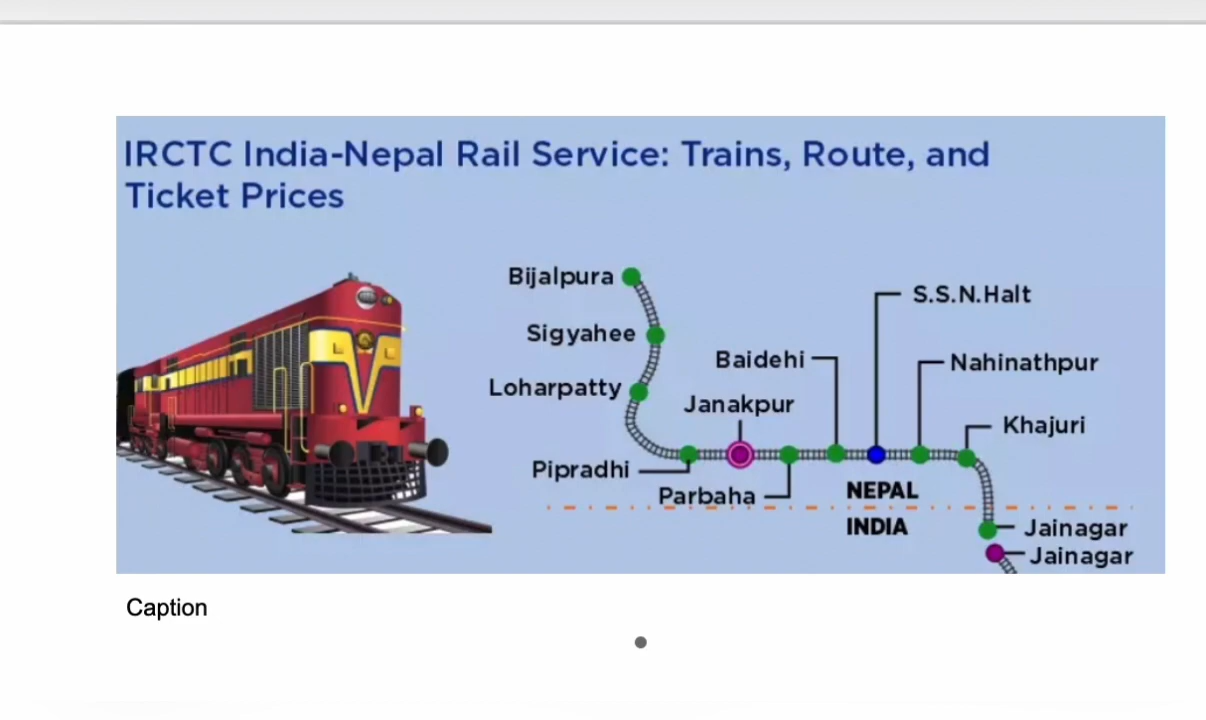 IRCTC India-Nepal Rail Service: Trains, Route, and
Ticket Prices
Bijalpura
S.S.N.Halt
Sigyahee
Baidehi
Nahinathpur
Loharpatty
Janakpur
Khajuri
Pipradhi
Parbaha
NEPAL
INDIA
Jainagar
Jainagar
Caption